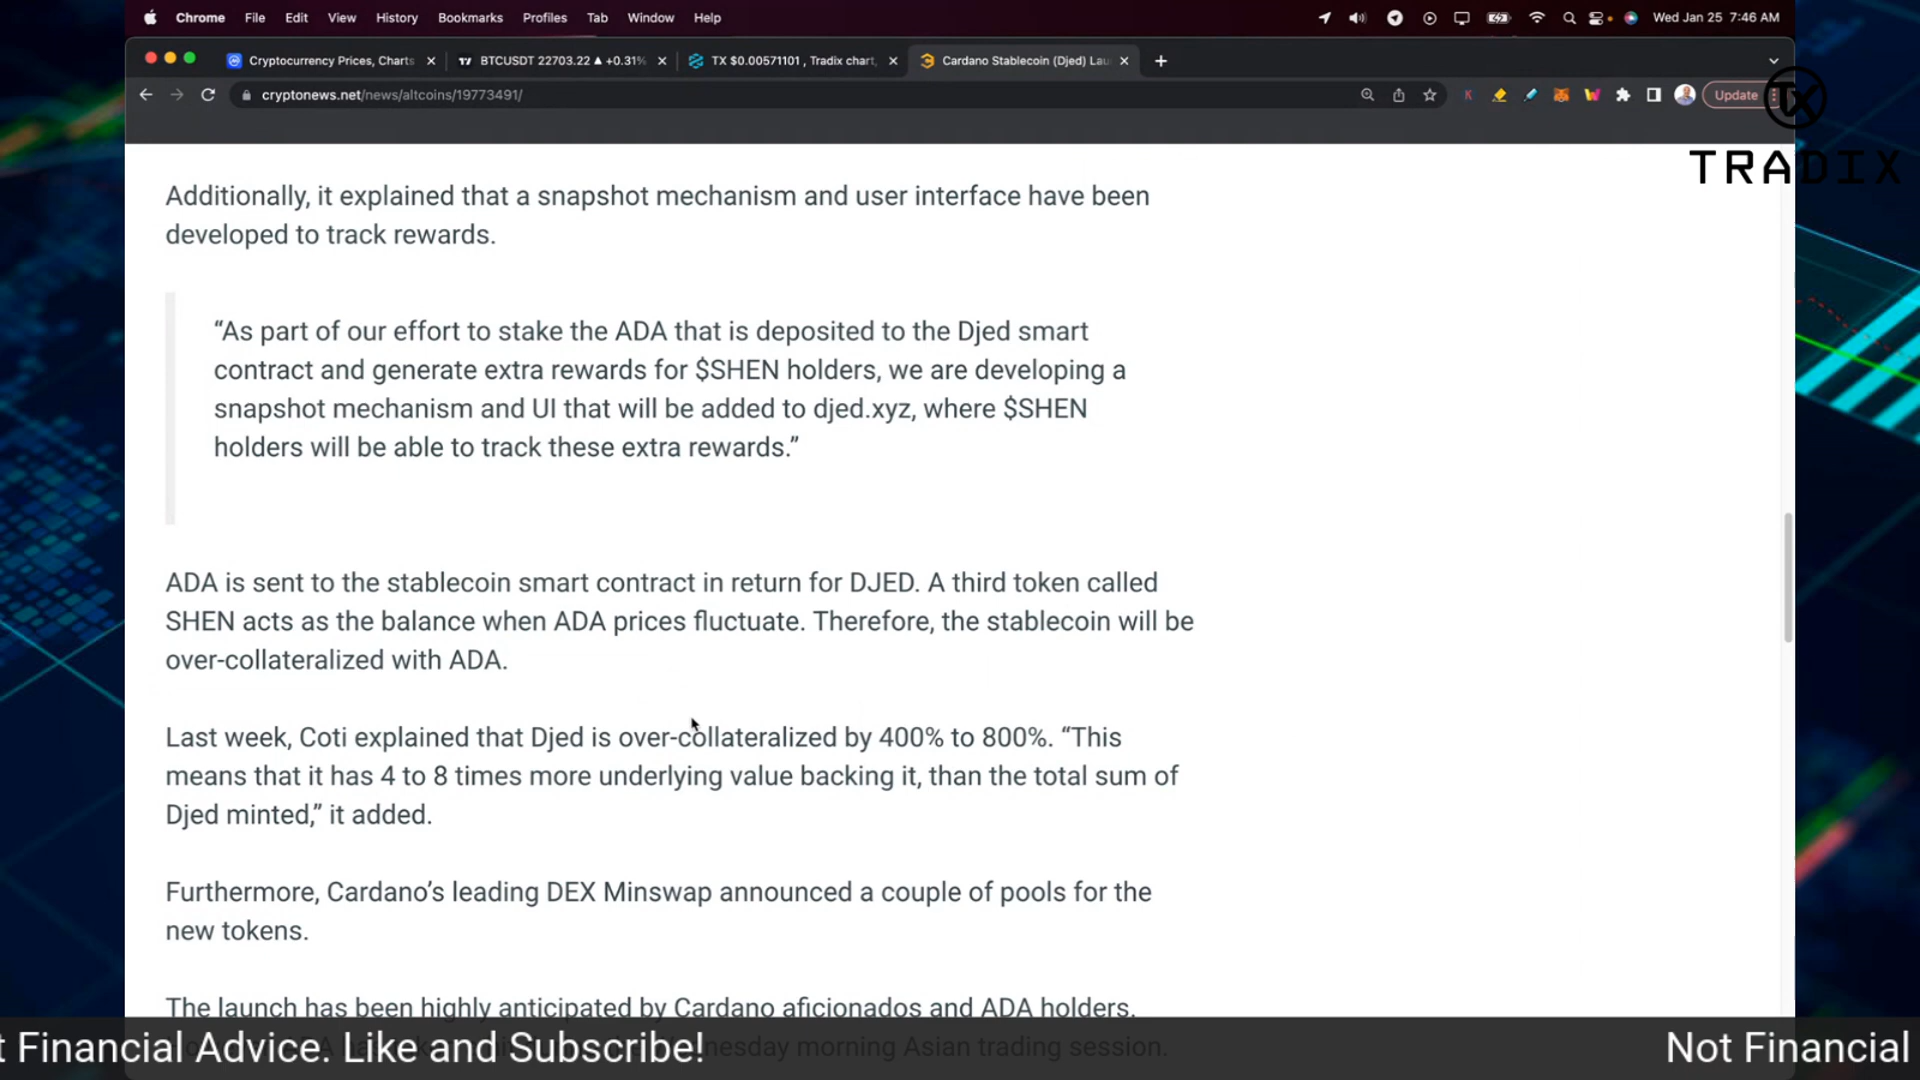 Chrome File Edit View History Bookmarks Profiles Tab Window Help Wed Jan 25 7:46 AM
Cryptocurrency Prices, Charts BTCUSDT 22703.22 ▲ +0.31% TX $0.00571101 , Tradix chart, Cardano Stablecoin (Djed) Lau
cryptonews.net/news/altcoins/19773491/ Update
TRADIX
Additionally, it explained that a snapshot mechanism and user interface have been
developed to track rewards.
“As part of our effort to stake the ADA that is deposited to the Djed smart
contract and generate extra rewards for $SHEN holders, we are developing a
snapshot mechanism and UI that will be added to djed.xyz, where $SHEN
holders will be able to track these extra rewards.”
ADA is sent to the stablecoin smart contract in return for DJED. A third token called
SHEN acts as the balance when ADA prices fluctuate. Therefore, the stablecoin will be
over-collateralized with ADA.
Last week, Coti explained that Djed is over-collateralized by 400% to 800%. “This
means that it has 4 to 8 times more underlying value backing it, than the total sum of
Djed minted,” it added.
Furthermore, Cardano’s leading DEX Minswap announced a couple of pools for the
new tokens.
The launch has been highly anticipated by Cardano aficionados and ADA holders.
morning Asian trading session.
t Financial Advice. Like and Subscribe! Not Financial